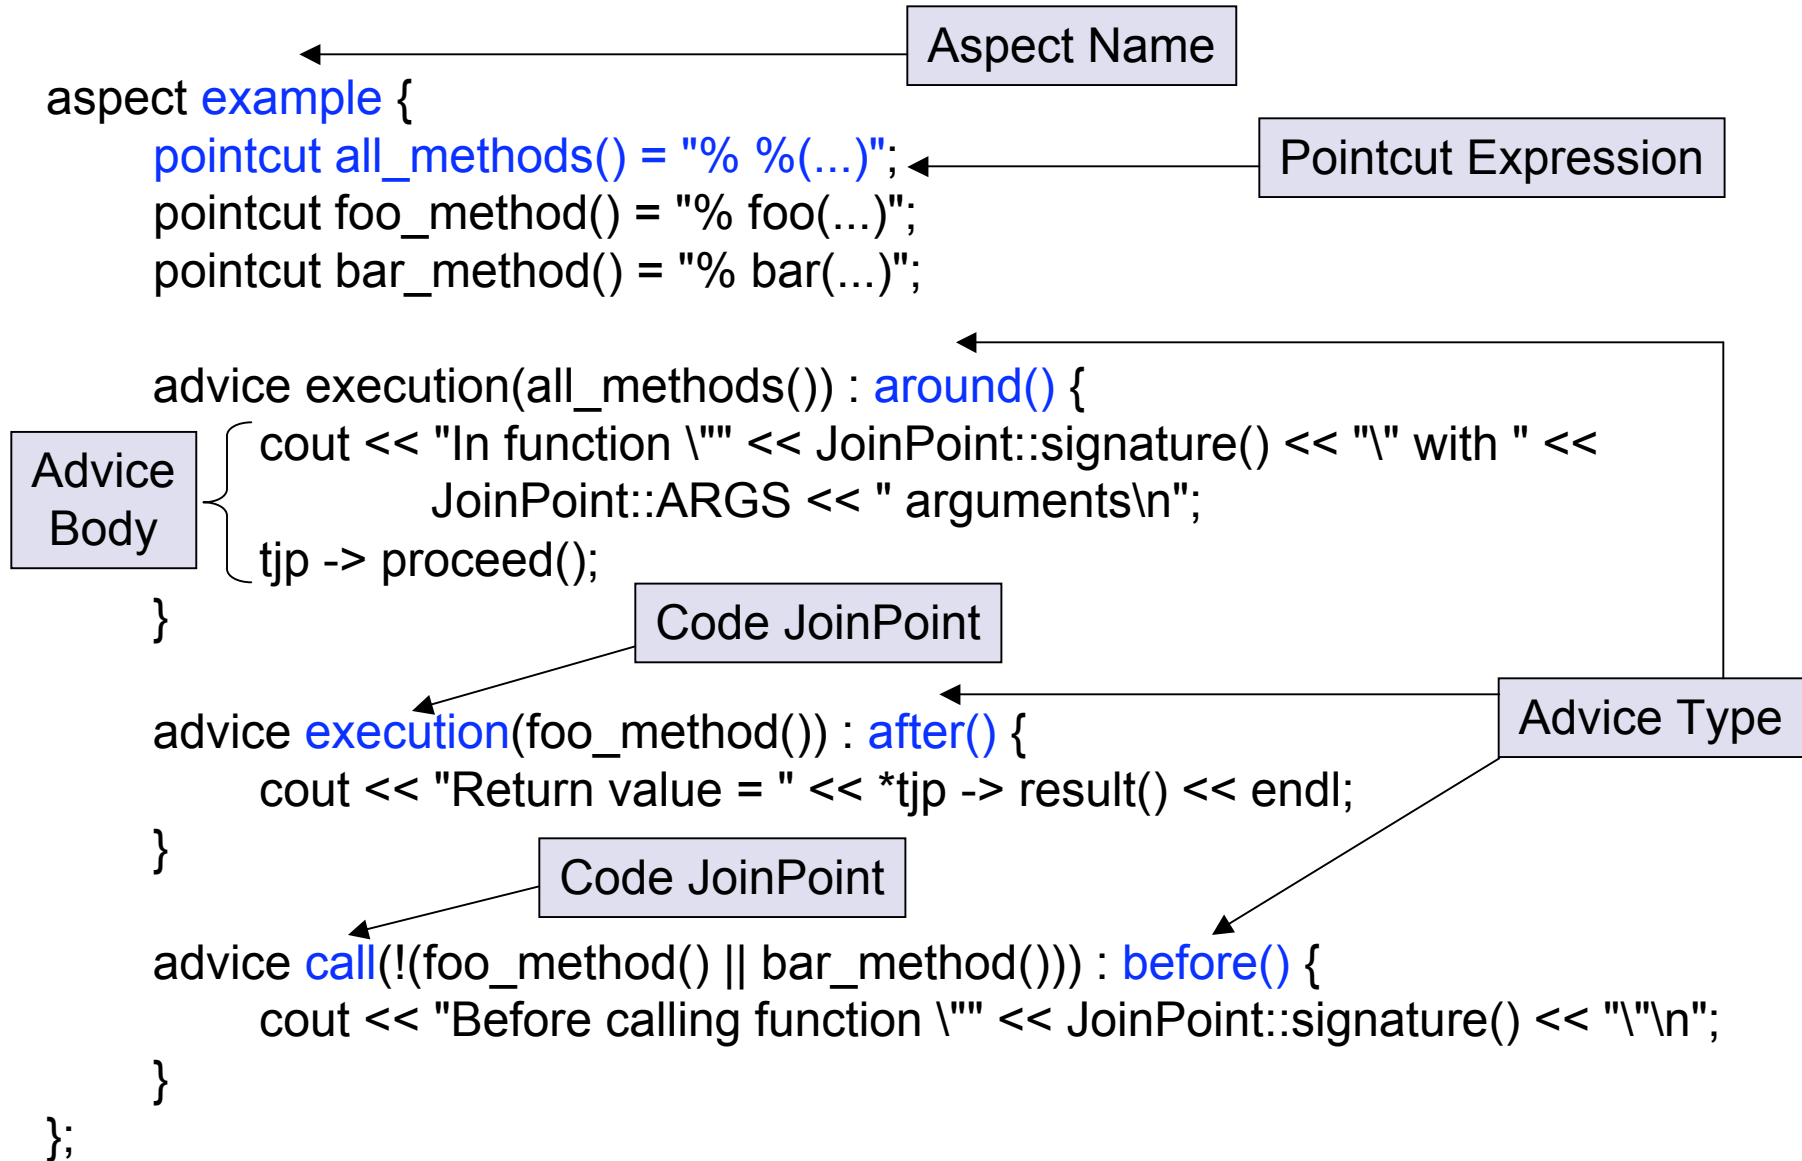 Aspect Name
aspect example {
pointcut all_methods() = "% %(...)";
Pointcut Expression
pointcut foo_method() = "% foo(...)";
pointcut bar_method() = "% bar(...)";
advice execution(all_methods()) : around() {
Advice
Body
cout << "In function \"" << JoinPoint::signature() << "\" with " <<
JoinPoint::ARGS << " arguments\n";
tjp -> proceed();
}
Code JoinPoint
Advice Type
advice execution(foo_method()) : after() {
cout << "Return value = " << *tjp -> result() << endl;
}
Code JoinPoint
advice call(!(foo_method() || bar_method())) : before() {
cout << "Before calling function \"" << JoinPoint::signature() << "\"\n";
}
};